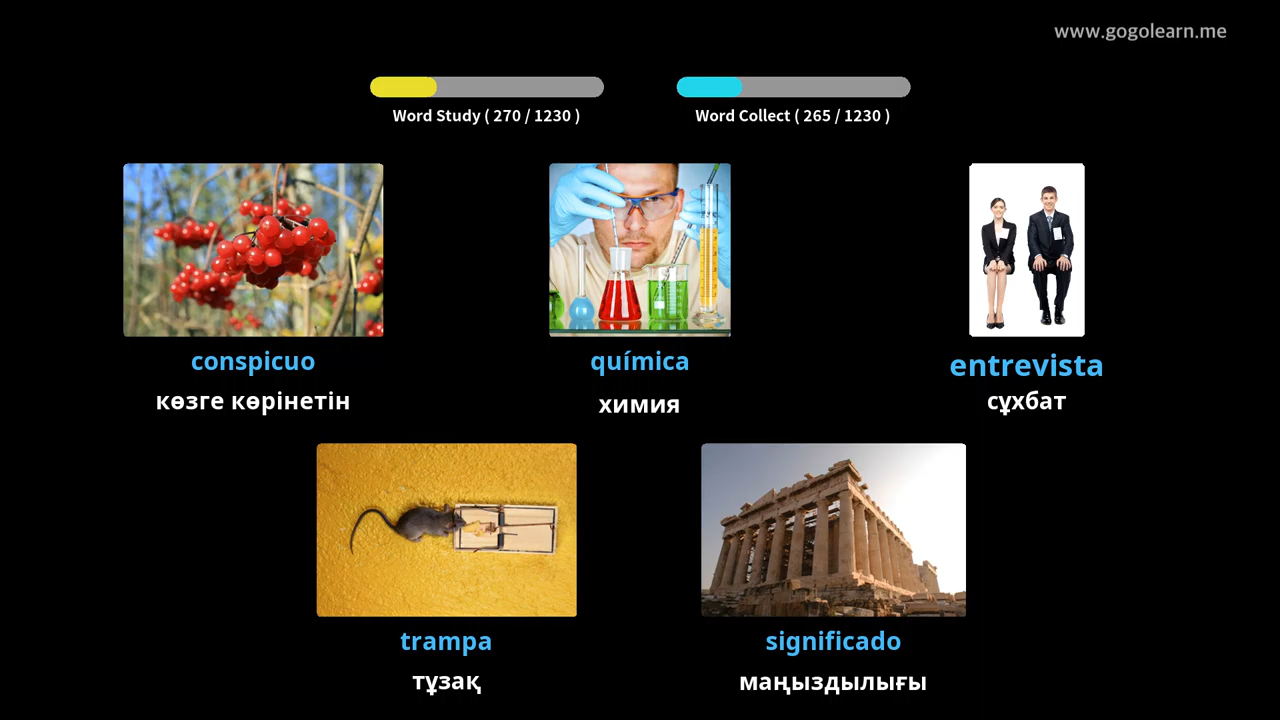 www.gogolearn.me
Word Study ( 270 / 1230 )
Word Collect ( 265 / 1230 )
conspicuo
química
entrevista
көзге көрінетін
химия
сұхбат
trampa
significado
тұзақ
маңыздылығы